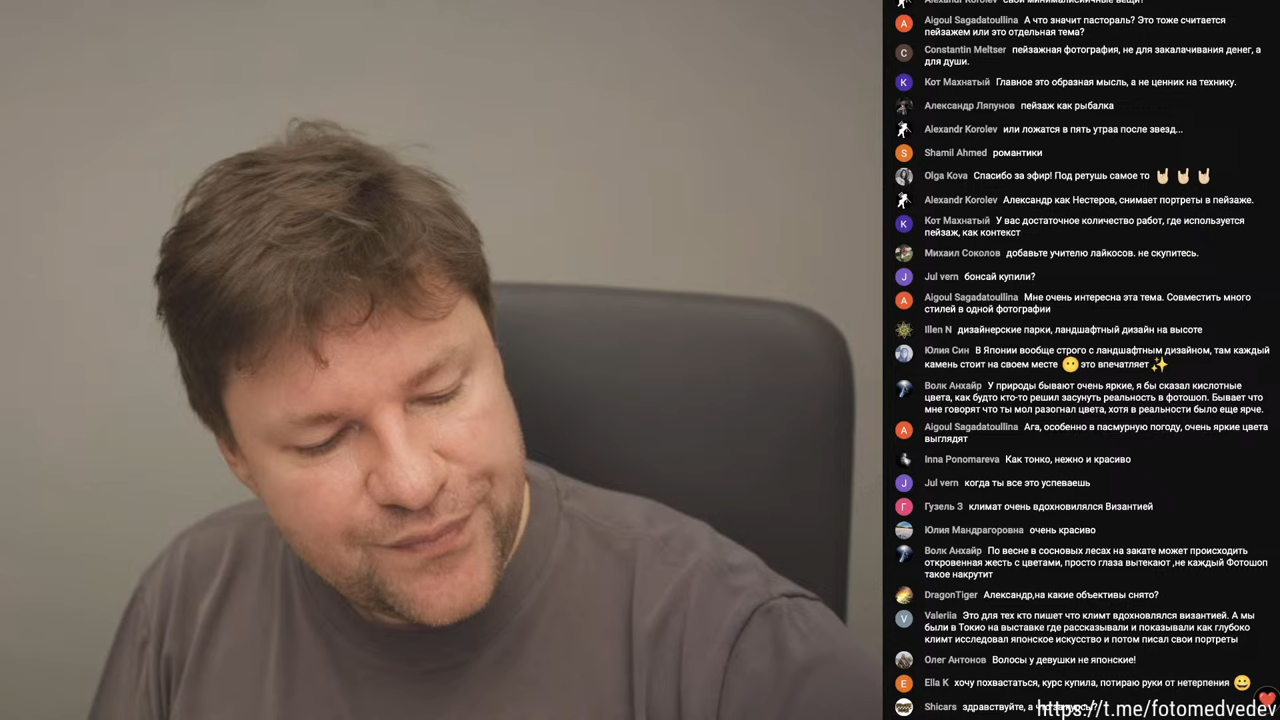 Alexandr Korolev свои минималисичные вещи?
A Aigoul Sagadatoullina А что значит пастораль? Это тоже считается
пейзажем или это отдельная тема?
C Constantin Meltser пейзажная фотография, не для закалачивания денег, а
для души.
К Кот Махнатый Главное это образная мысль, а не ценник на технику.
Александр Ляпунов пейзаж как рыбалка
Alexandr Korolev или ложатся в пять утраа после звезд...
S Shamil Ahmed романтики
Olga Kova Спасибо за эфир! Под ретушь самое то 🤘🏻 🤘🏻 🤘🏻
Alexandr Korolev Александр как Нестеров, снимает портреты в пейзаже.
К Кот Махнатый У вас достаточное количество работ, где используется
пейзаж, как контекст
Михаил Соколов добавьте учителю лайкосов. не скупитесь.
J Jul vern бонсай купили?
A Aigoul Sagadatoullina Мне очень интересна эта тема. Совместить много
стилей в одной фотографии
Illen N дизайнерские парки, ландшафтный дизайн на высоте
Юлия Син В Японии вообще строго с ландшафтным дизайном, там каждый
камень стоит на своем месте 😶 это впечатляет ✨
Волк Анхайр У природы бывают очень яркие, я бы сказал кислотные
цвета, как будто кто-то решил засунуть реальность в фотошоп. Бывает что
мне говорят что ты мол разогнал цвета, хотя в реальности было еще ярче.
A Aigoul Sagadatoullina Ага, особенно в пасмурную погоду, очень яркие цвета
выглядят
Inna Ponomareva Как тонко, нежно и красиво
J Jul vern когда ты все это успеваешь
Г Гузель З климат очень вдохновилялся Византией
Юлия Мандрагоровна очень красиво
Волк Анхайр По весне в сосновых лесах на закате может происходить
откровенная жесть с цветами, просто глаза вытекают ,не каждый Фотошоп
такое накрутит
DragonTiger Александр,на какие объективы снято?
V Valeriia Это для тех кто пишет что климт вдохновлялся византией. А мы
были в Токио на выставке где рассказывали и показывали как глубоко
климт исследовал японское искусство и потом писал свои портреты
Олег Антонов Волосы у девушки не японские!
E Ella K хочу похвастаться, курс купила, потираю руки от нетерпения 😀
Shicars здравствуйте, а
https://t.me/fotomedvedev